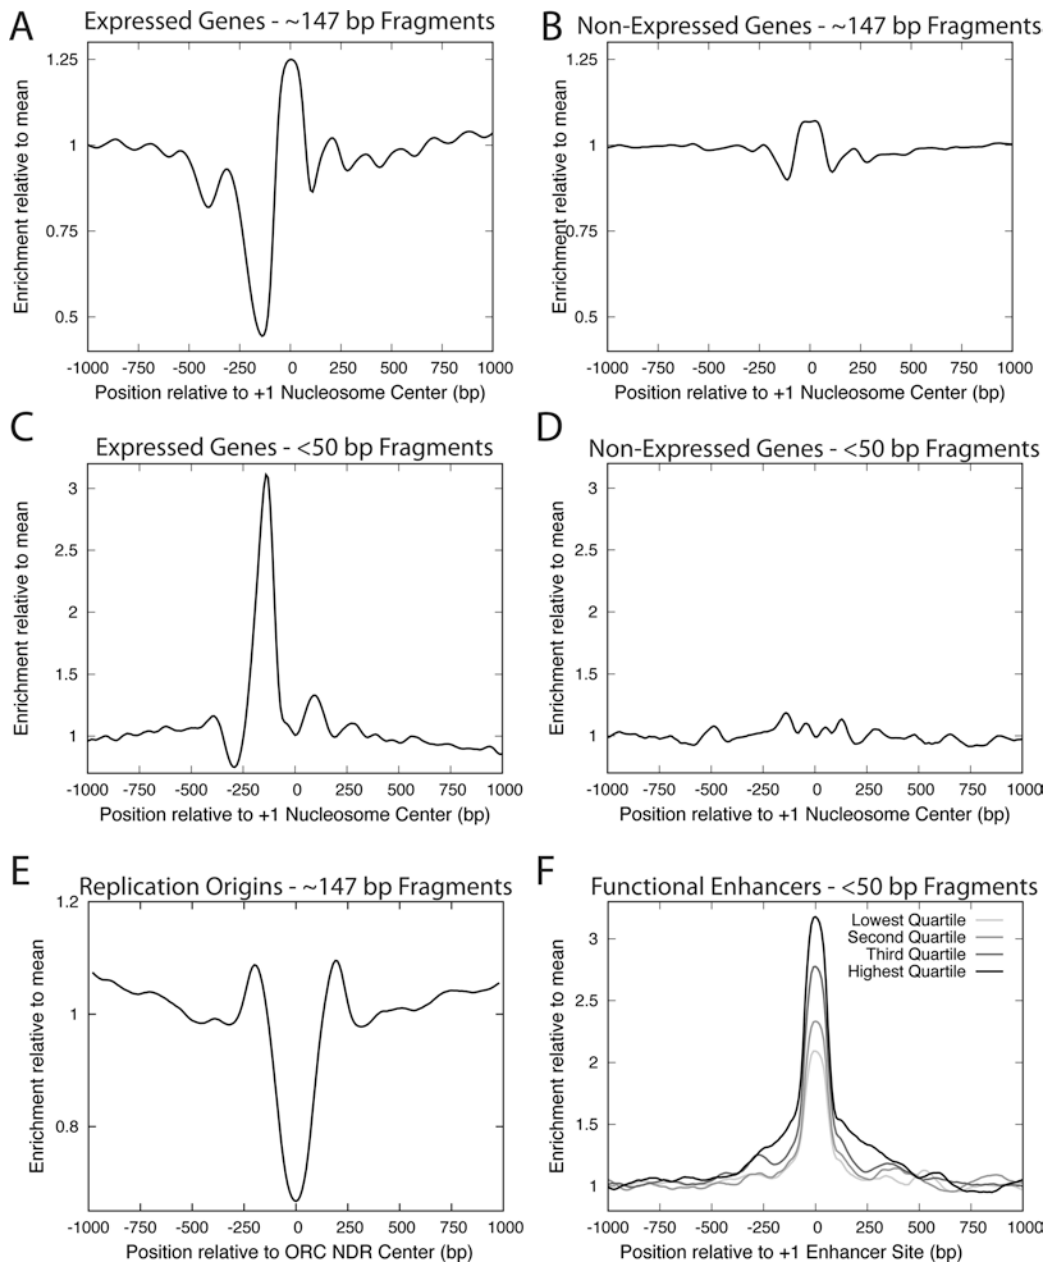 A
Expressed Genes - ~147 bp Fragments
Enrichment relative to mean
1.25
1
0.75
0.5
-1000 -750 -500 -250 0 250 500 750 1000
Position relative to +1 Nucleosome Center (bp)
B
Non-Expressed Genes - ~147 bp Fragments
Enrichment relative to mean
1.25
1
0.75
0.5
-1000 -750 -500 -250 0 250 500 750 1000
Position relative to +1 Nucleosome Center (bp)
C
Expressed Genes - <50 bp Fragments
Enrichment relative to mean
3
2.5
2
1.5
1
-1000 -750 -500 -250 0 250 500 750 1000
Position relative to +1 Nucleosome Center (bp)
D
Non-Expressed Genes - <50 bp Fragments
Enrichment relative to mean
3
2.5
2
1.5
1
-1000 -750 -500 -250 0 250 500 750 1000
Position relative to +1 Nucleosome Center (bp)
E
Replication Origins - ~147 bp Fragments
Enrichment relative to mean
1.2
1
0.8
-1000 -750 -500 -250 0 250 500 750 1000
Position relative to ORC NDR Center (bp)
F
Functional Enhancers - <50 bp Fragments
Enrichment relative to mean
3
2.5
2
1.5
1
Lowest Quartile
Second Quartile
Third Quartile
Highest Quartile
-1000 -750 -500 -250 0 250 500 750 1000
Position relative to +1 Enhancer Site (bp)